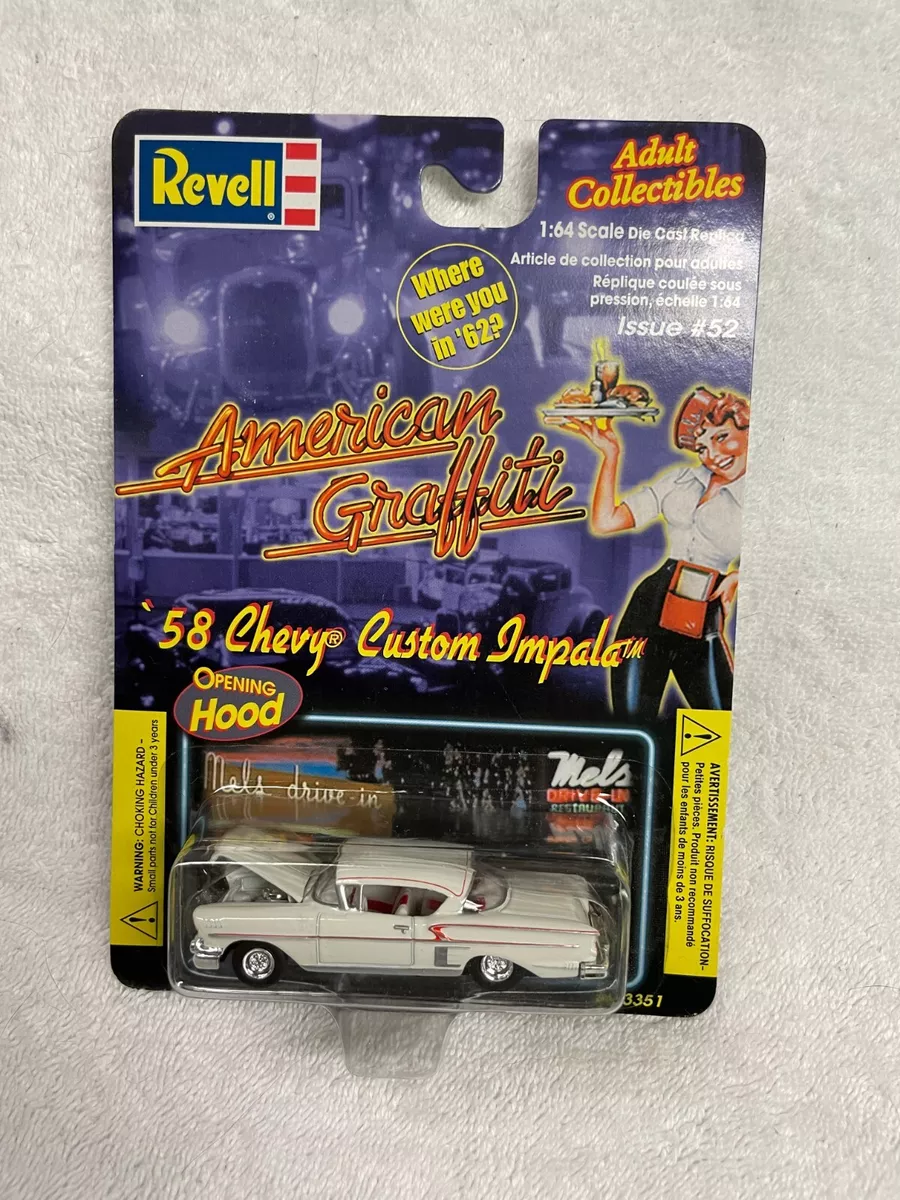 Revell®
Adult
Collectibles
1:64 Scale Die Cast Replica
Article de collection pour adultes
Réplique coulée sous
pression, échelle 1:64
Issue #52
Where
were you
in '62?
American
Graffiti
'58 Chevy® Custom Impala™
OPENING
Hood
WARNING: CHOKING HAZARD -
Small parts not for Children under 3 years
Mels drive-in
Mels
DRIVE-IN
RESTAURANT
AVERTISSEMENT: RISQUE DE SUFFOCATION-
Petites pièces. Produit non recommandé
pour les enfants de moins de 3 ans.
3351